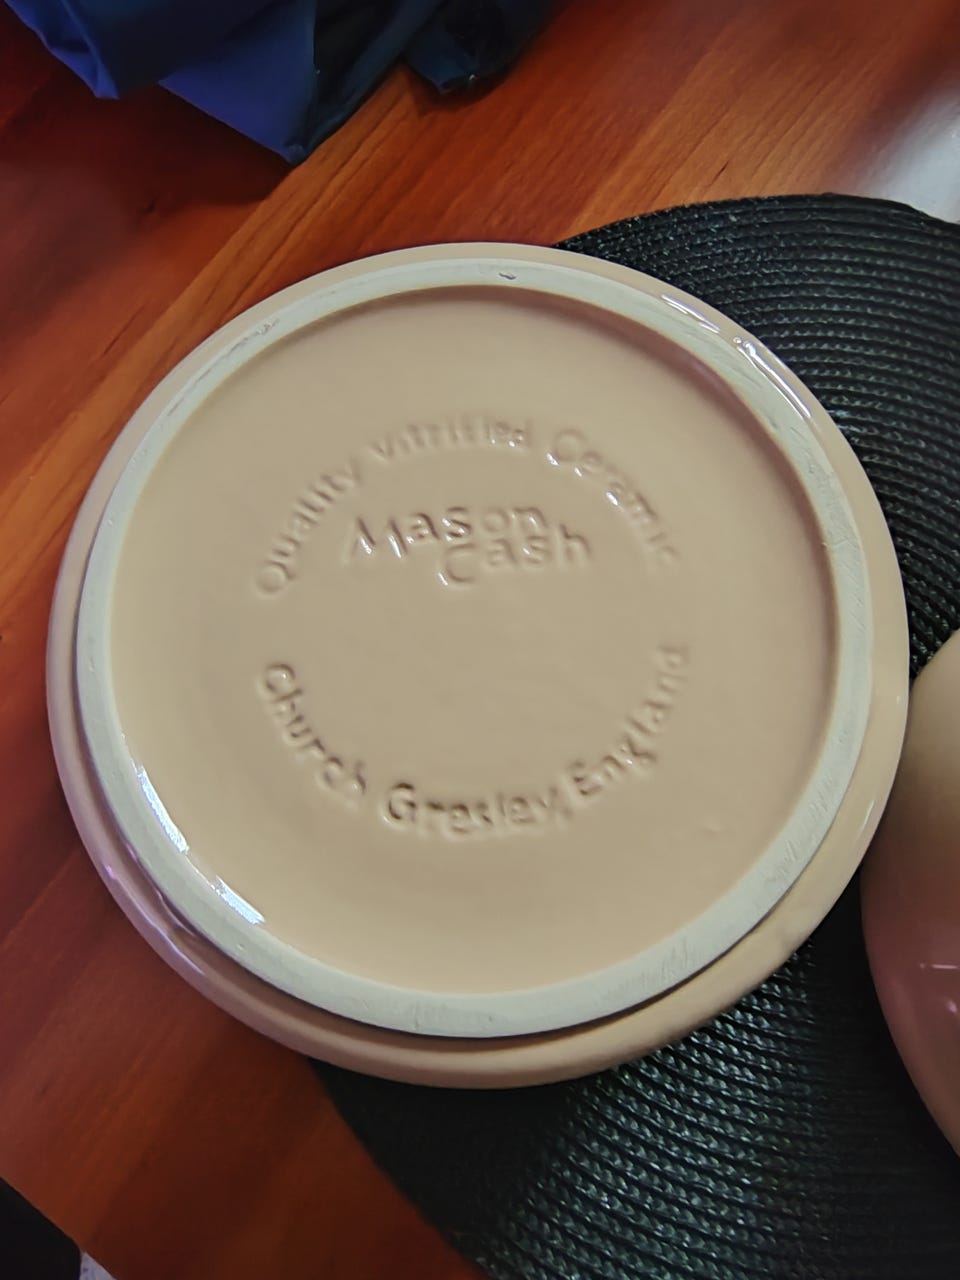 Quality Vitrified Ceramic
Mason
Cash
Church Gresley, England